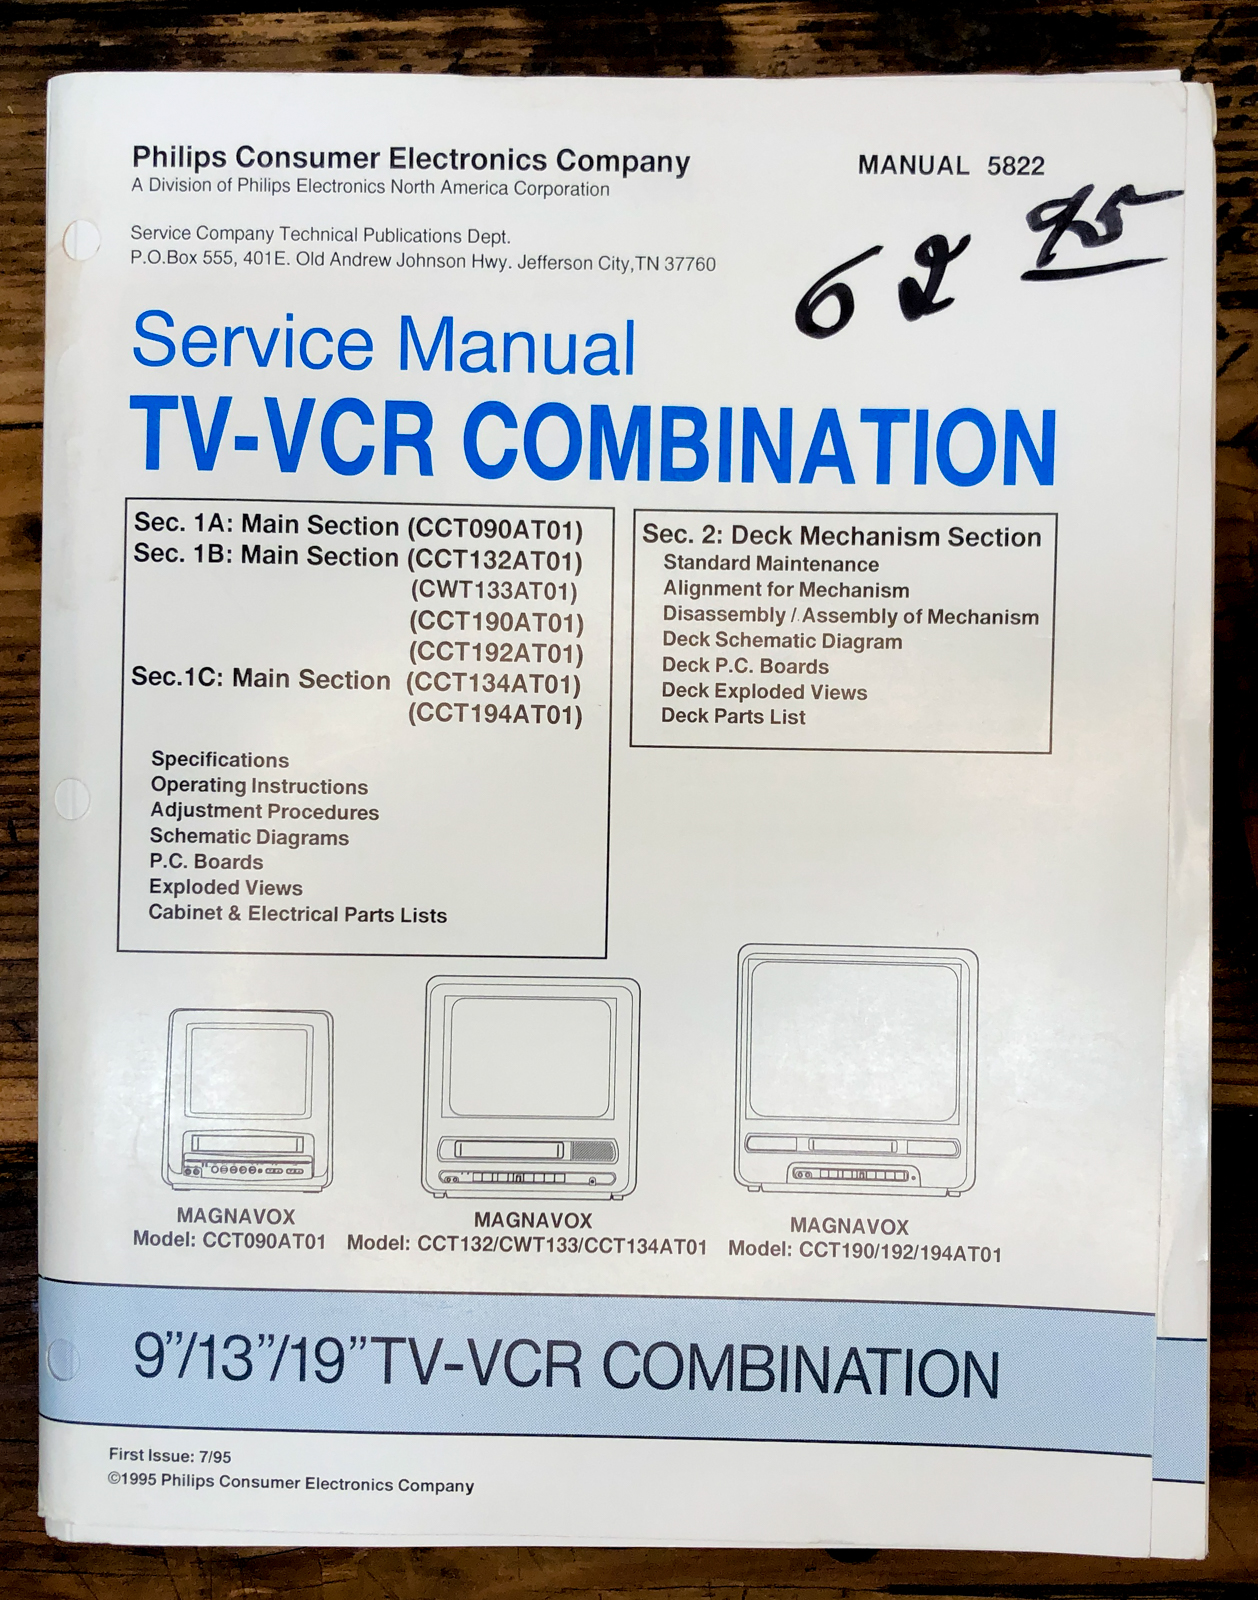 Philips Consumer Electronics Company
A Division of Philips Electronics North America Corporation
MANUAL 5822
Service Company Technical Publications Dept.
P.O.Box 555, 401E. Old Andrew Johnson Hwy. Jefferson City,TN 37760
62 95
Service Manual
TV-VCR COMBINATION
Sec. 1A: Main Section (CCT090AT01)
Sec. 1B: Main Section (CCT132AT01)
(CWT133AT01)
(CCT190AT01)
(CCT192AT01)
Sec.1C: Main Section (CCT134AT01)
(CCT194AT01)
Specifications
Operating Instructions
Adjustment Procedures
Schematic Diagrams
P.C. Boards
Exploded Views
Cabinet & Electrical Parts Lists
Sec. 2: Deck Mechanism Section
Standard Maintenance
Alignment for Mechanism
Disassembly / Assembly of Mechanism
Deck Schematic Diagram
Deck P.C. Boards
Deck Exploded Views
Deck Parts List
MAGNAVOX
Model: CCT090AT01
MAGNAVOX
Model: CCT132/CWT133/CCT134AT01
MAGNAVOX
Model: CCT190/192/194AT01
9”/13”/19”TV-VCR COMBINATION
First Issue: 7/95
©1995 Philips Consumer Electronics Company